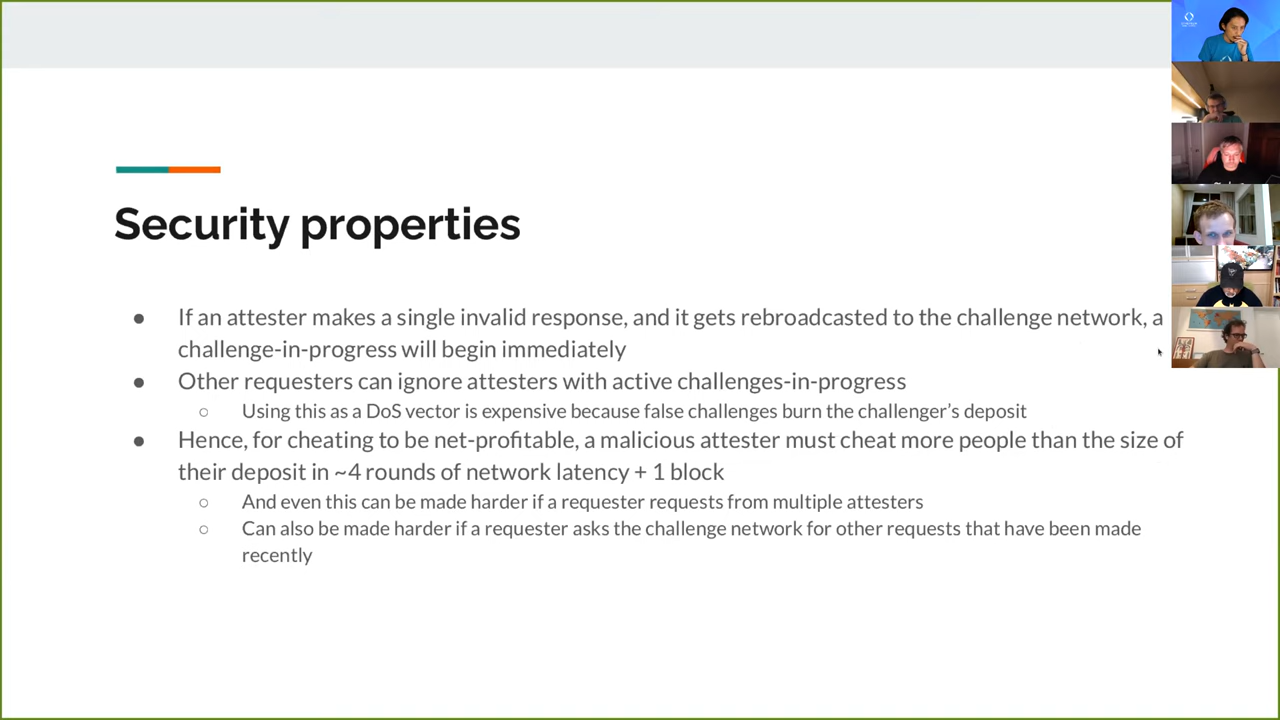 Security properties
● If an attester makes a single invalid response, and it gets rebroadcasted to the challenge network, a
challenge-in-progress will begin immediately
● Other requesters can ignore attesters with active challenges-in-progress
○ Using this as a DoS vector is expensive because false challenges burn the challenger’s deposit
● Hence, for cheating to be net-profitable, a malicious attester must cheat more people than the size of
their deposit in ~4 rounds of network latency + 1 block
○ And even this can be made harder if a requester requests from multiple attesters
○ Can also be made harder if a requester asks the challenge network for other requests that have been made
recently